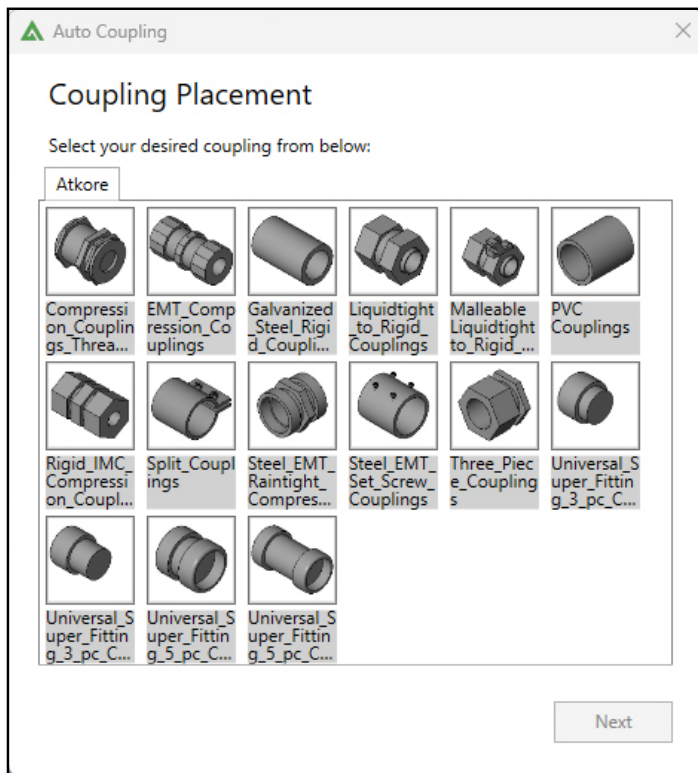 Auto Coupling
Coupling Placement
Select your desired coupling from below:
Atkore
Compressi
on_Couplin
gs_Threa...
EMT_Comp
ression_Co
uplings
Galvanized
_Steel_Rigi
d_Coupli...
Liquidtight
_to_Rigid_
Couplings
Malleable
Liquidtight
to_Rigid_...
PVC
Couplings
Rigid_IMC_
Compressi
on_Coupl...
Split_Coupl
ings
Steel_EMT_
Raintight_
Compres...
Steel_EMT_
Set_Screw_
Couplings
Three_Piec
e_Coupling
s
Universal_S
uper_Fittin
g_3_pc_C...
Universal_S
uper_Fittin
g_3_pc_C...
Universal_S
uper_Fittin
g_5_pc_C...
Universal_S
uper_Fittin
g_5_pc_C...
Next